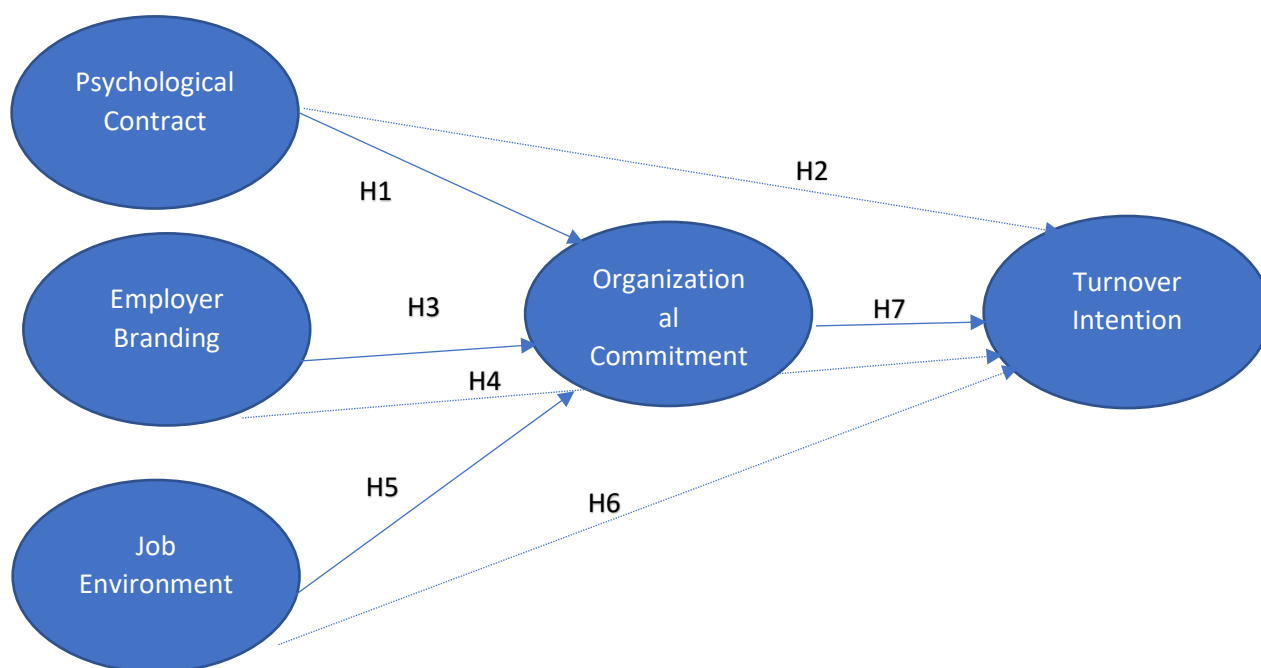 Psychological
Contract
H2
H1
Employer
Branding
H3
Organization
al
Commitment
H7
Turnover
Intention
H4
H5
H6
Job
Environment